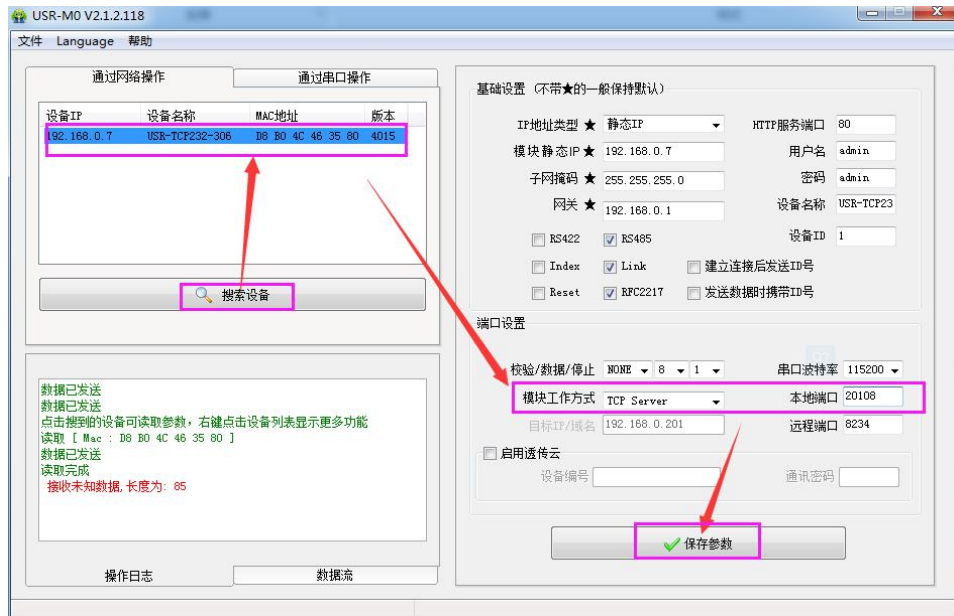 USR-M0 V2.1.2.118
文件 Language 帮助
通过网络操作 通过串口操作
设备IP 设备名称 MAC地址 版本
192.168.0.7 USR-TCP232-306 D8 B0 4C 46 35 80 4015
搜索设备
数据已发送
数据已发送
点击搜到的设备可读取参数，右键点击设备列表显示更多功能
读取 [ Mac : D8 B0 4C 46 35 80 ]
数据已发送
读取完成
接收未知数据,长度为: 85
操作日志 数据流
基础设置 (不带★的一般保持默认)
IP地址类型 ★ 静态IP HTTP服务端口 80
模块静态IP★ 192.168.0.7 用户名 admin
子网掩码 ★ 255.255.255.0 密码 admin
网关 ★ 192.168.0.1 设备名称 USR-TCP23
RS422 RS485 设备ID 1
Index Link 建立连接后发送ID号
Reset RFC2217 发送数据时携带ID号
端口设置
校验/数据/停止 NONE 8 1 串口波特率 115200
模块工作方式 TCP Server 本地端口 20108
目标IP/域名 192.168.0.201 远程端口 8234
启用透传云
设备编号 通讯密码
保存参数